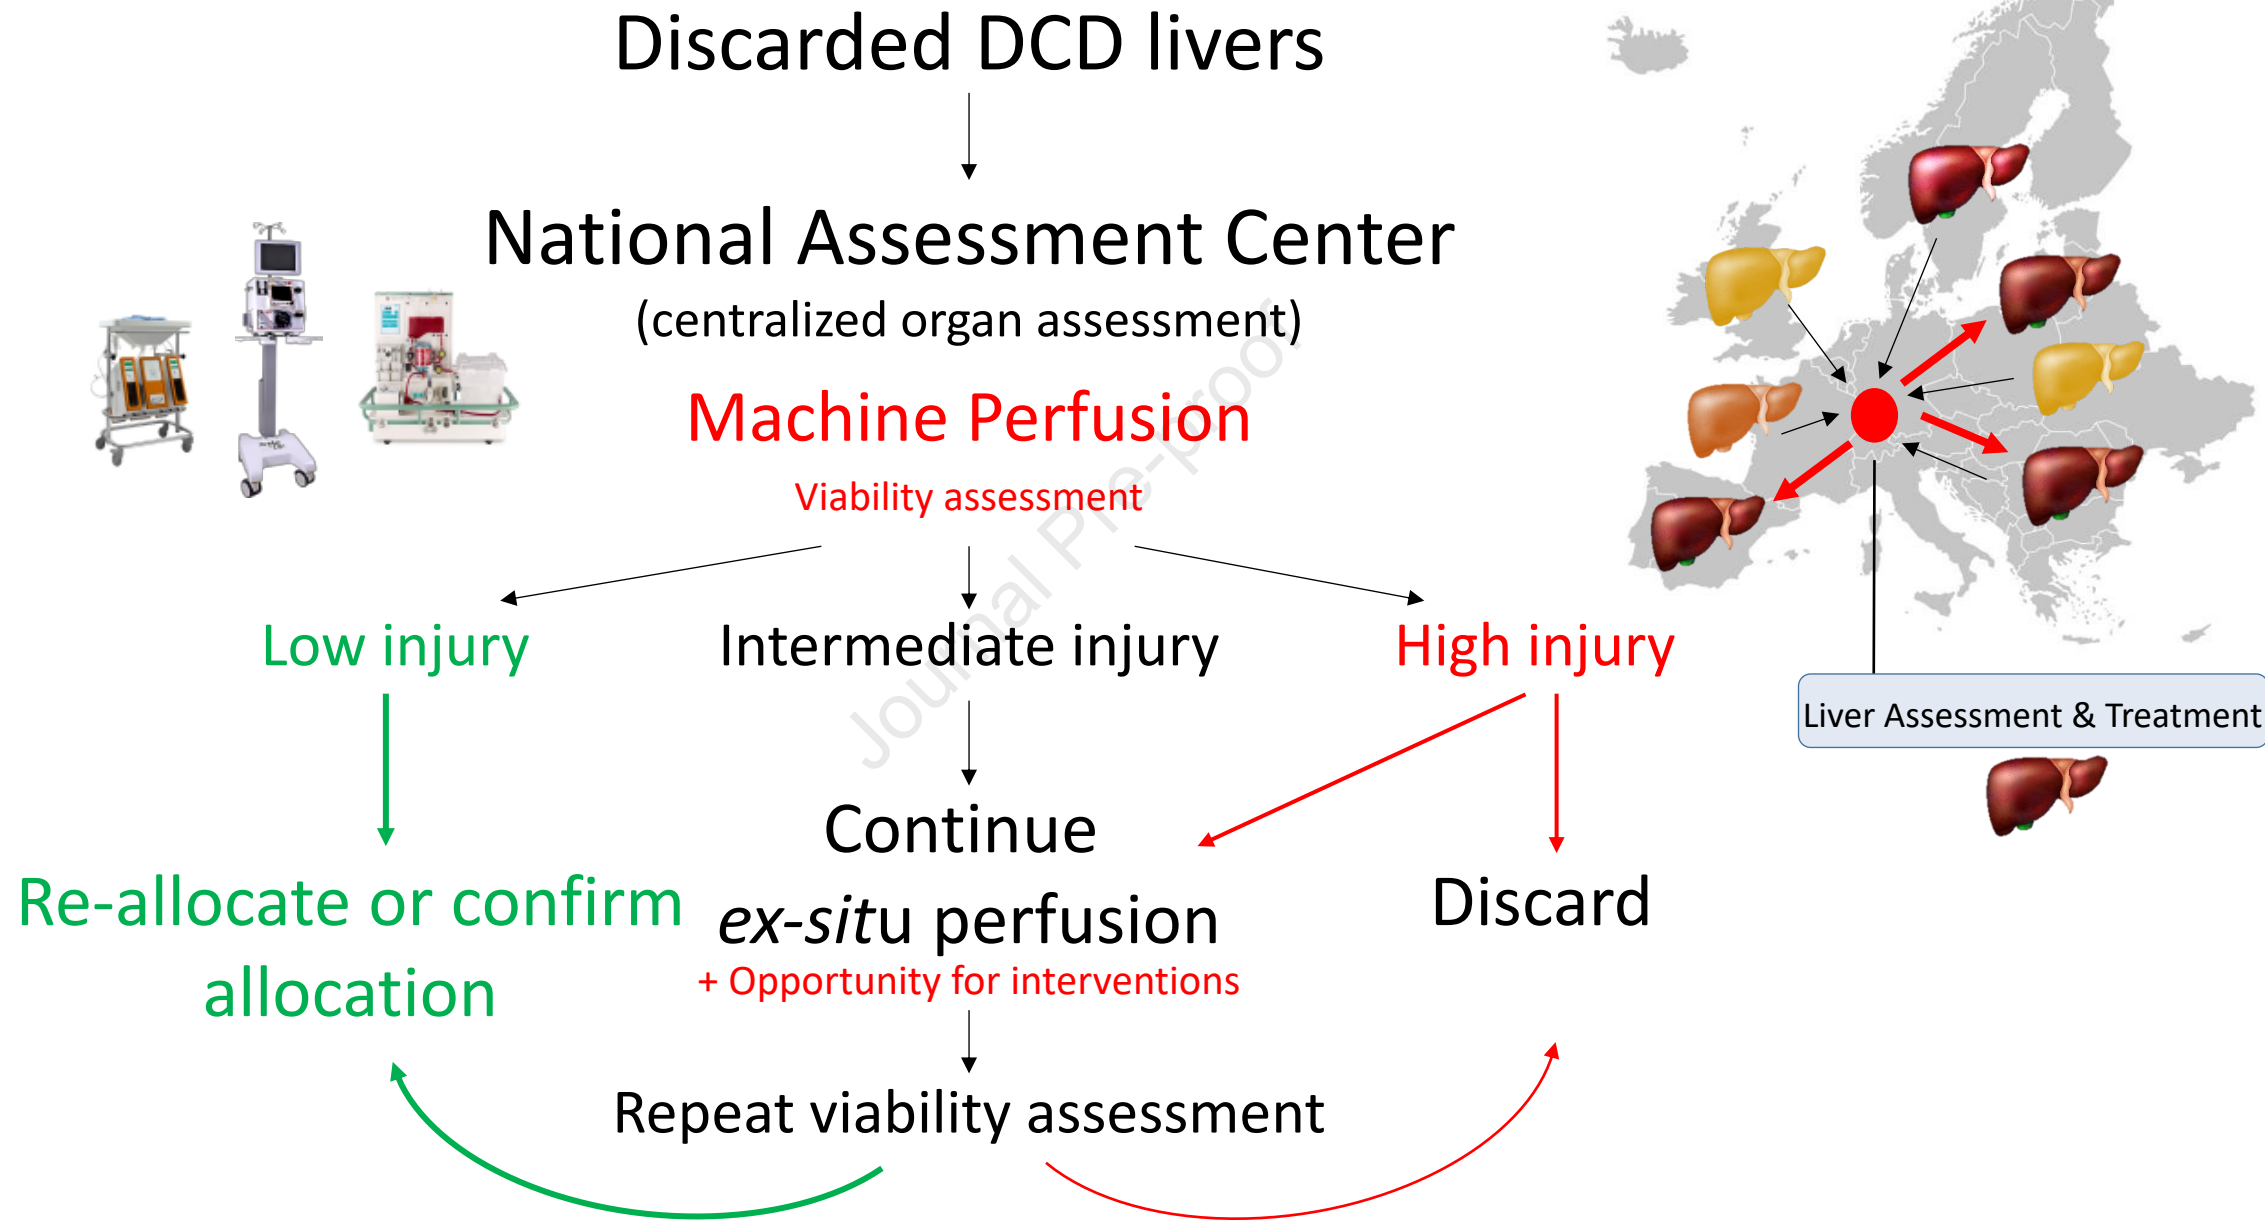 Discarded DCD livers
National Assessment Center
(centralized organ assessment)
Machine Perfusion
Viability assessment
Low injury
Intermediate injury
High injury
Re-allocate or confirm
allocation
Continue
ex-situ perfusion
+ Opportunity for interventions
Discard
Repeat viability assessment
Liver Assessment & Treatment
Journal Pre-proof